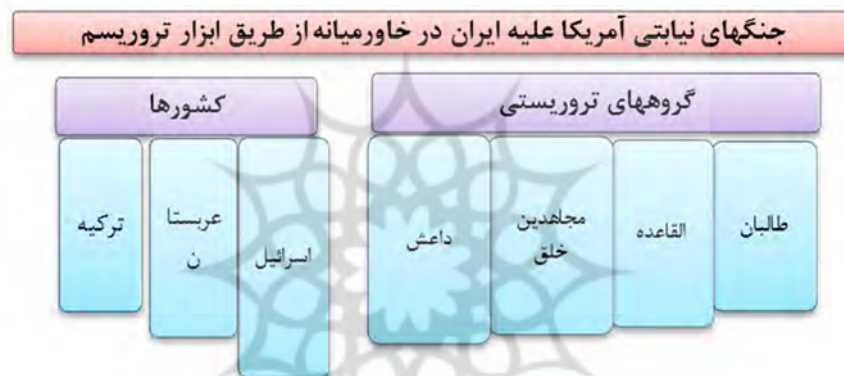 جنگهای نیابتی آمریکا علیه ایران در خاورمیانه از طریق ابزار تروریسم
گروههای تروریستی
طالبان
القاعده
مجاهدین
خلق
داعش
کشورها
اسرائیل
عربستا
ن
ترکیه